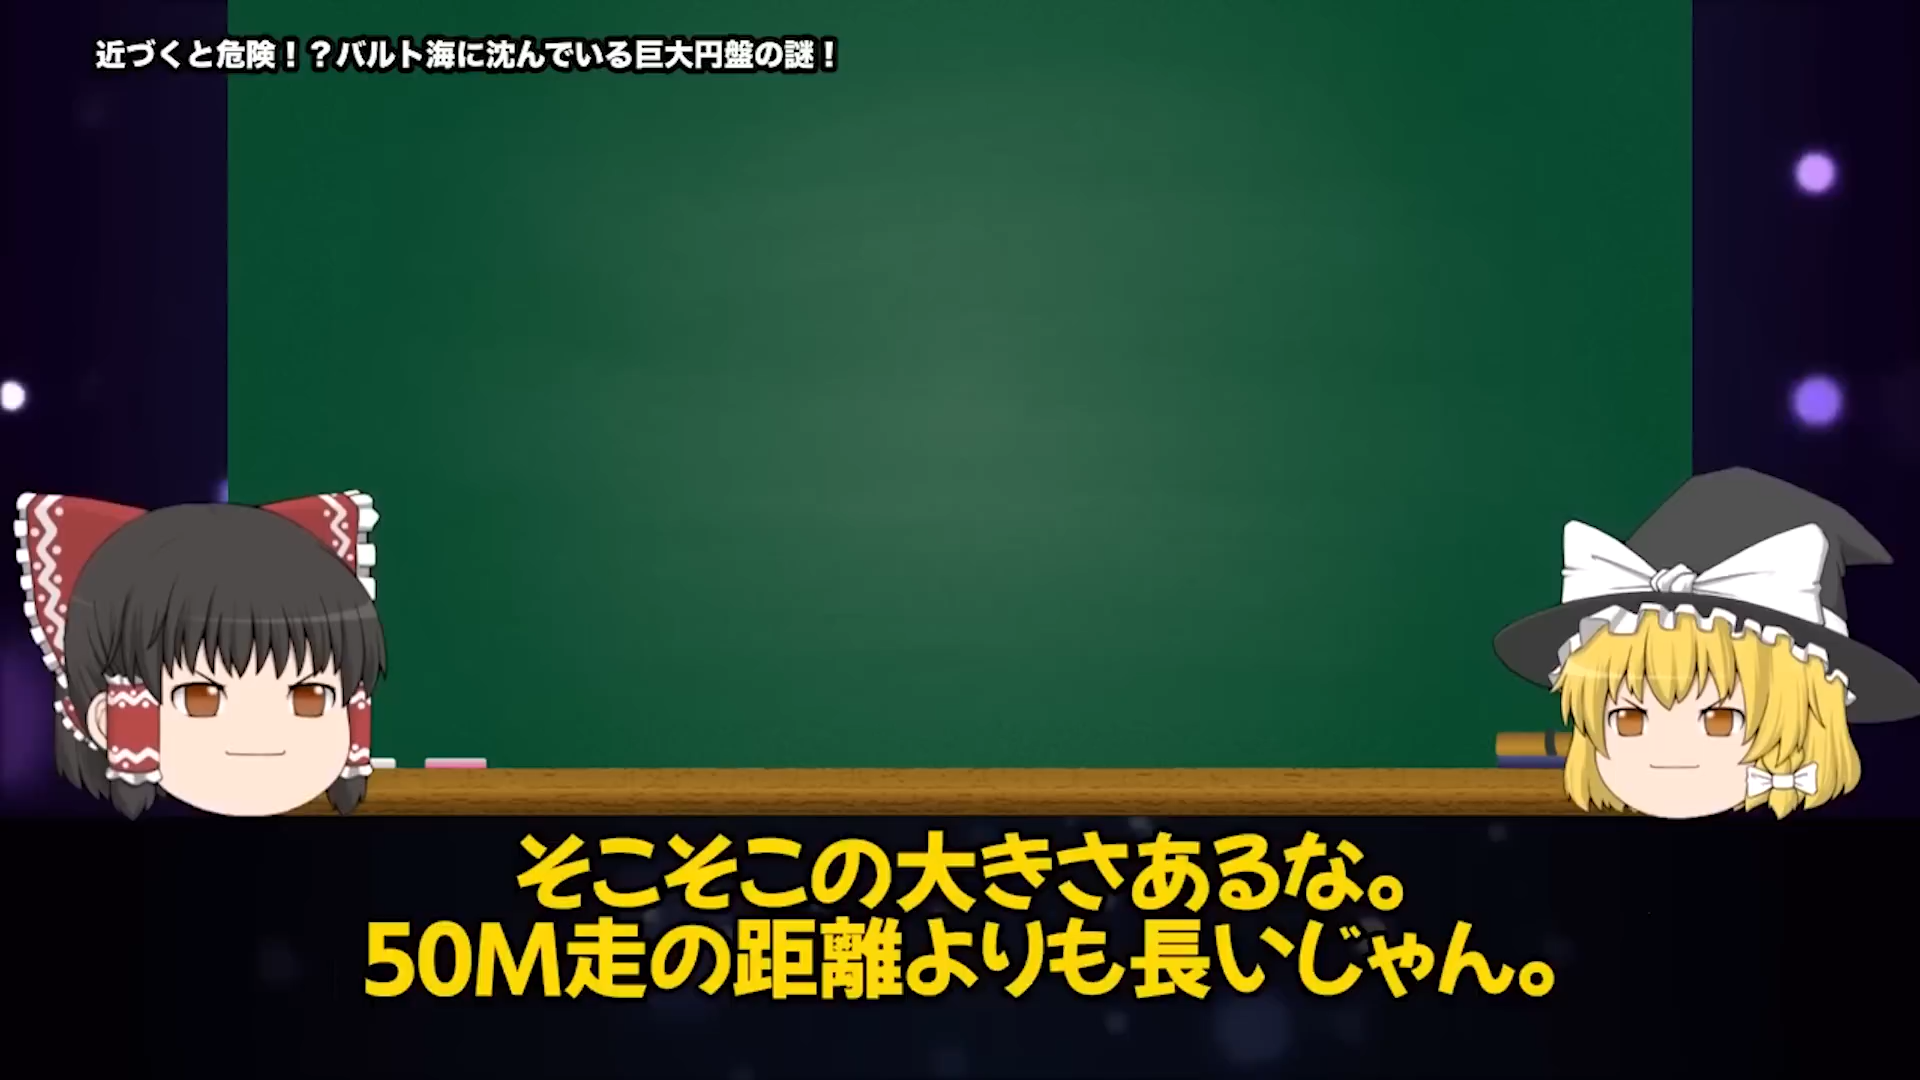 近づくと危険！？バルト海に沈んでいる巨大円盤の謎！
そこそこの大きさあるな。
50M走の距離よりも長いじゃん。